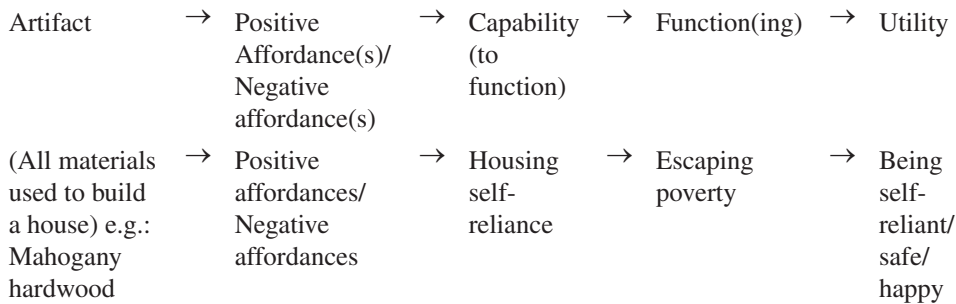 Artifact → Positive → Capability → Function(ing) → Utility
Affordance(s)/ (to
Negative function)
affordance(s)
(All materials → Positive → Housing → Escaping → Being
used to build affordances/ self- poverty self-
a house) e.g.: Negative reliance reliant/
Mahogany affordances safe/
hardwood happy